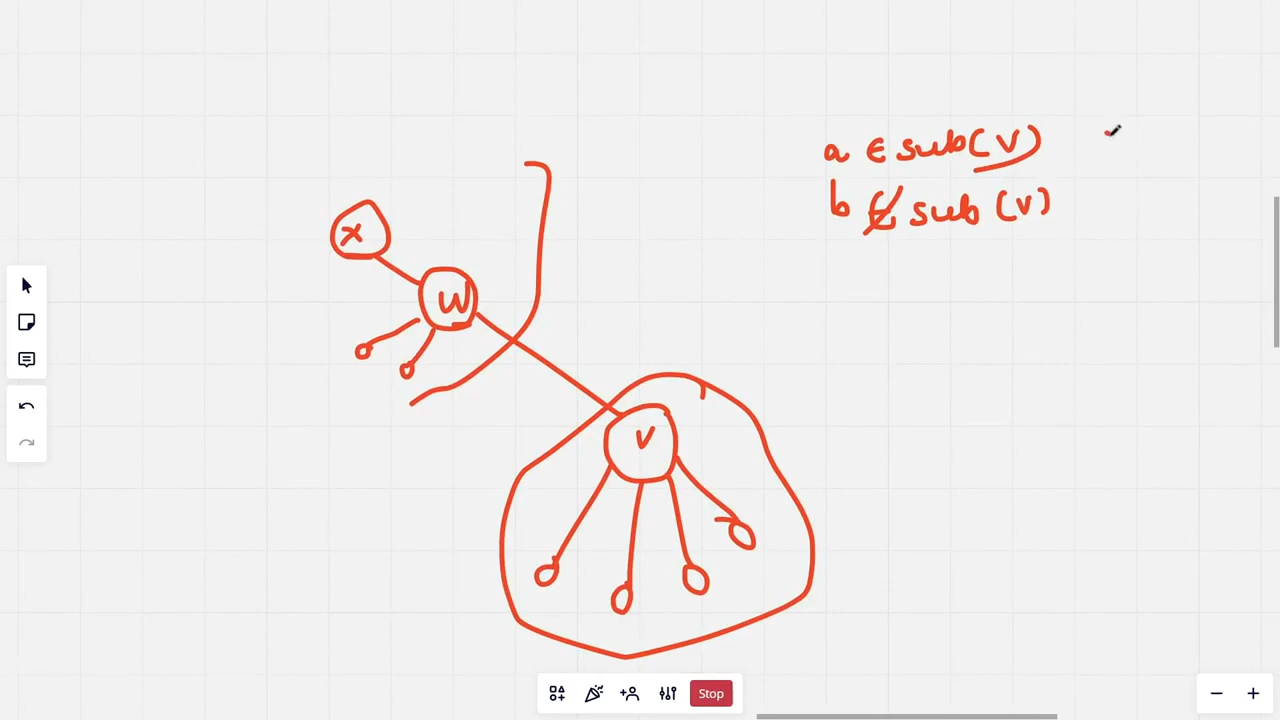 a ∈ sub(v)
b ∉ sub(v)
x
w
v
Stop